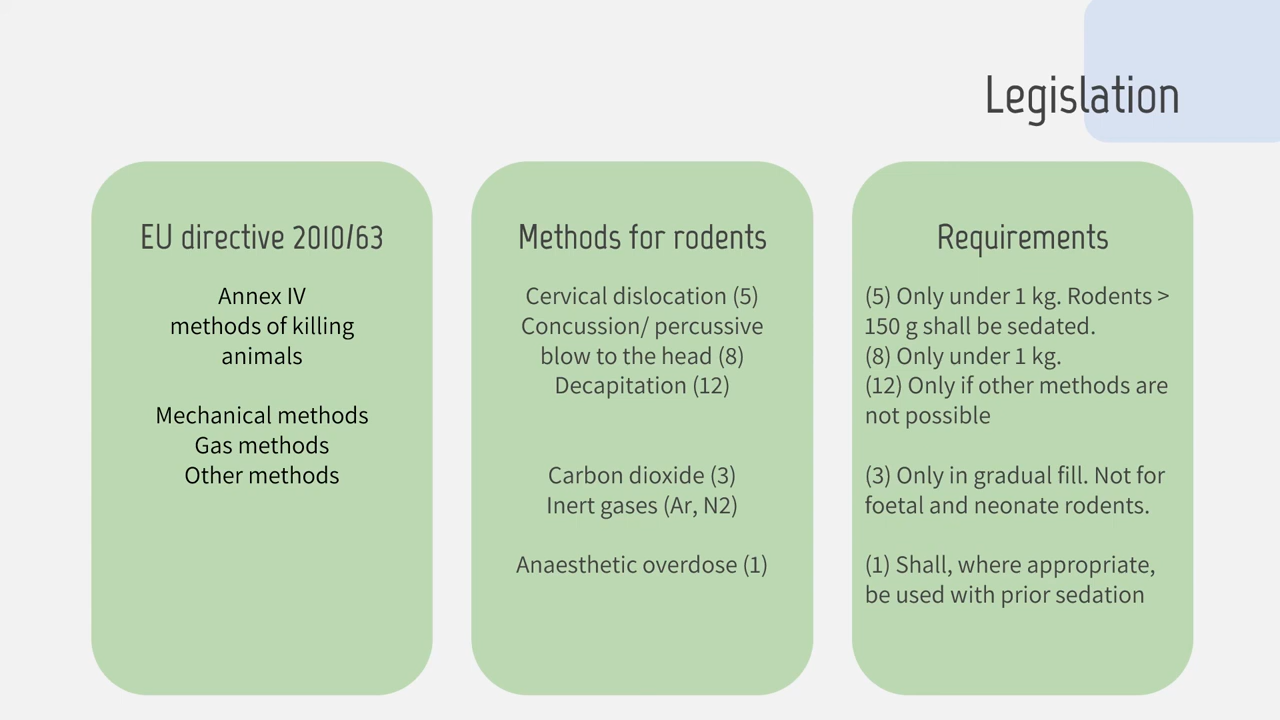 Legislation
EU directive 2010/63
Annex IV
methods of killing
animals
Mechanical methods
Gas methods
Other methods
Methods for rodents
Cervical dislocation (5)
Concussion/ percussive
blow to the head (8)
Decapitation (12)
Carbon dioxide (3)
Inert gases (Ar, N2)
Anaesthetic overdose (1)
Requirements
(5) Only under 1 kg. Rodents >
150 g shall be sedated.
(8) Only under 1 kg.
(12) Only if other methods are
not possible
(3) Only in gradual fill. Not for
foetal and neonate rodents.
(1) Shall, where appropriate,
be used with prior sedation